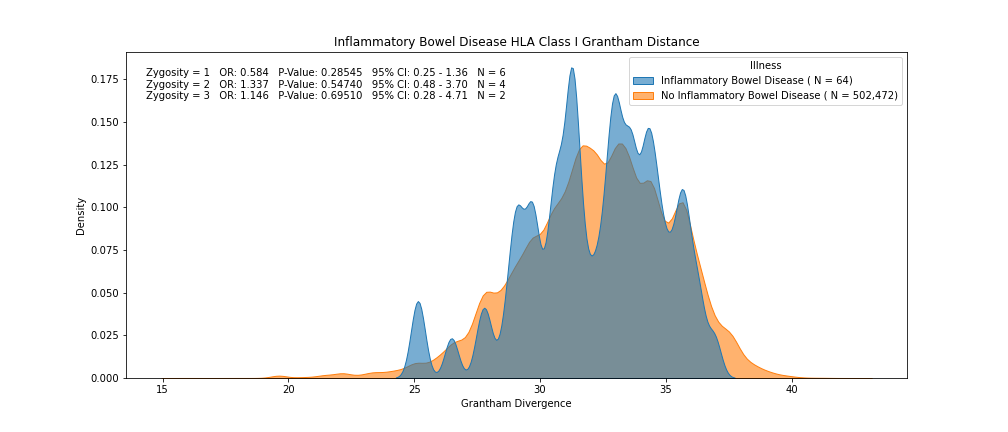 Inflammatory Bowel Disease HLA Class I Grantham Distance
Zygosity = 1 OR: 0.584 P-Value: 0.28545 95% CI: 0.25 - 1.36 N = 6
Zygosity = 2 OR: 1.337 P-Value: 0.54740 95% CI: 0.48 - 3.70 N = 4
Zygosity = 3 OR: 1.146 P-Value: 0.69510 95% CI: 0.28 - 4.71 N = 2
Illness
Inflammatory Bowel Disease ( N = 64)
No Inflammatory Bowel Disease ( N = 502,472)
Density
0.175
0.150
0.125
0.100
0.075
0.050
0.025
0.000
15 20 25 30 35 40
Grantham Divergence